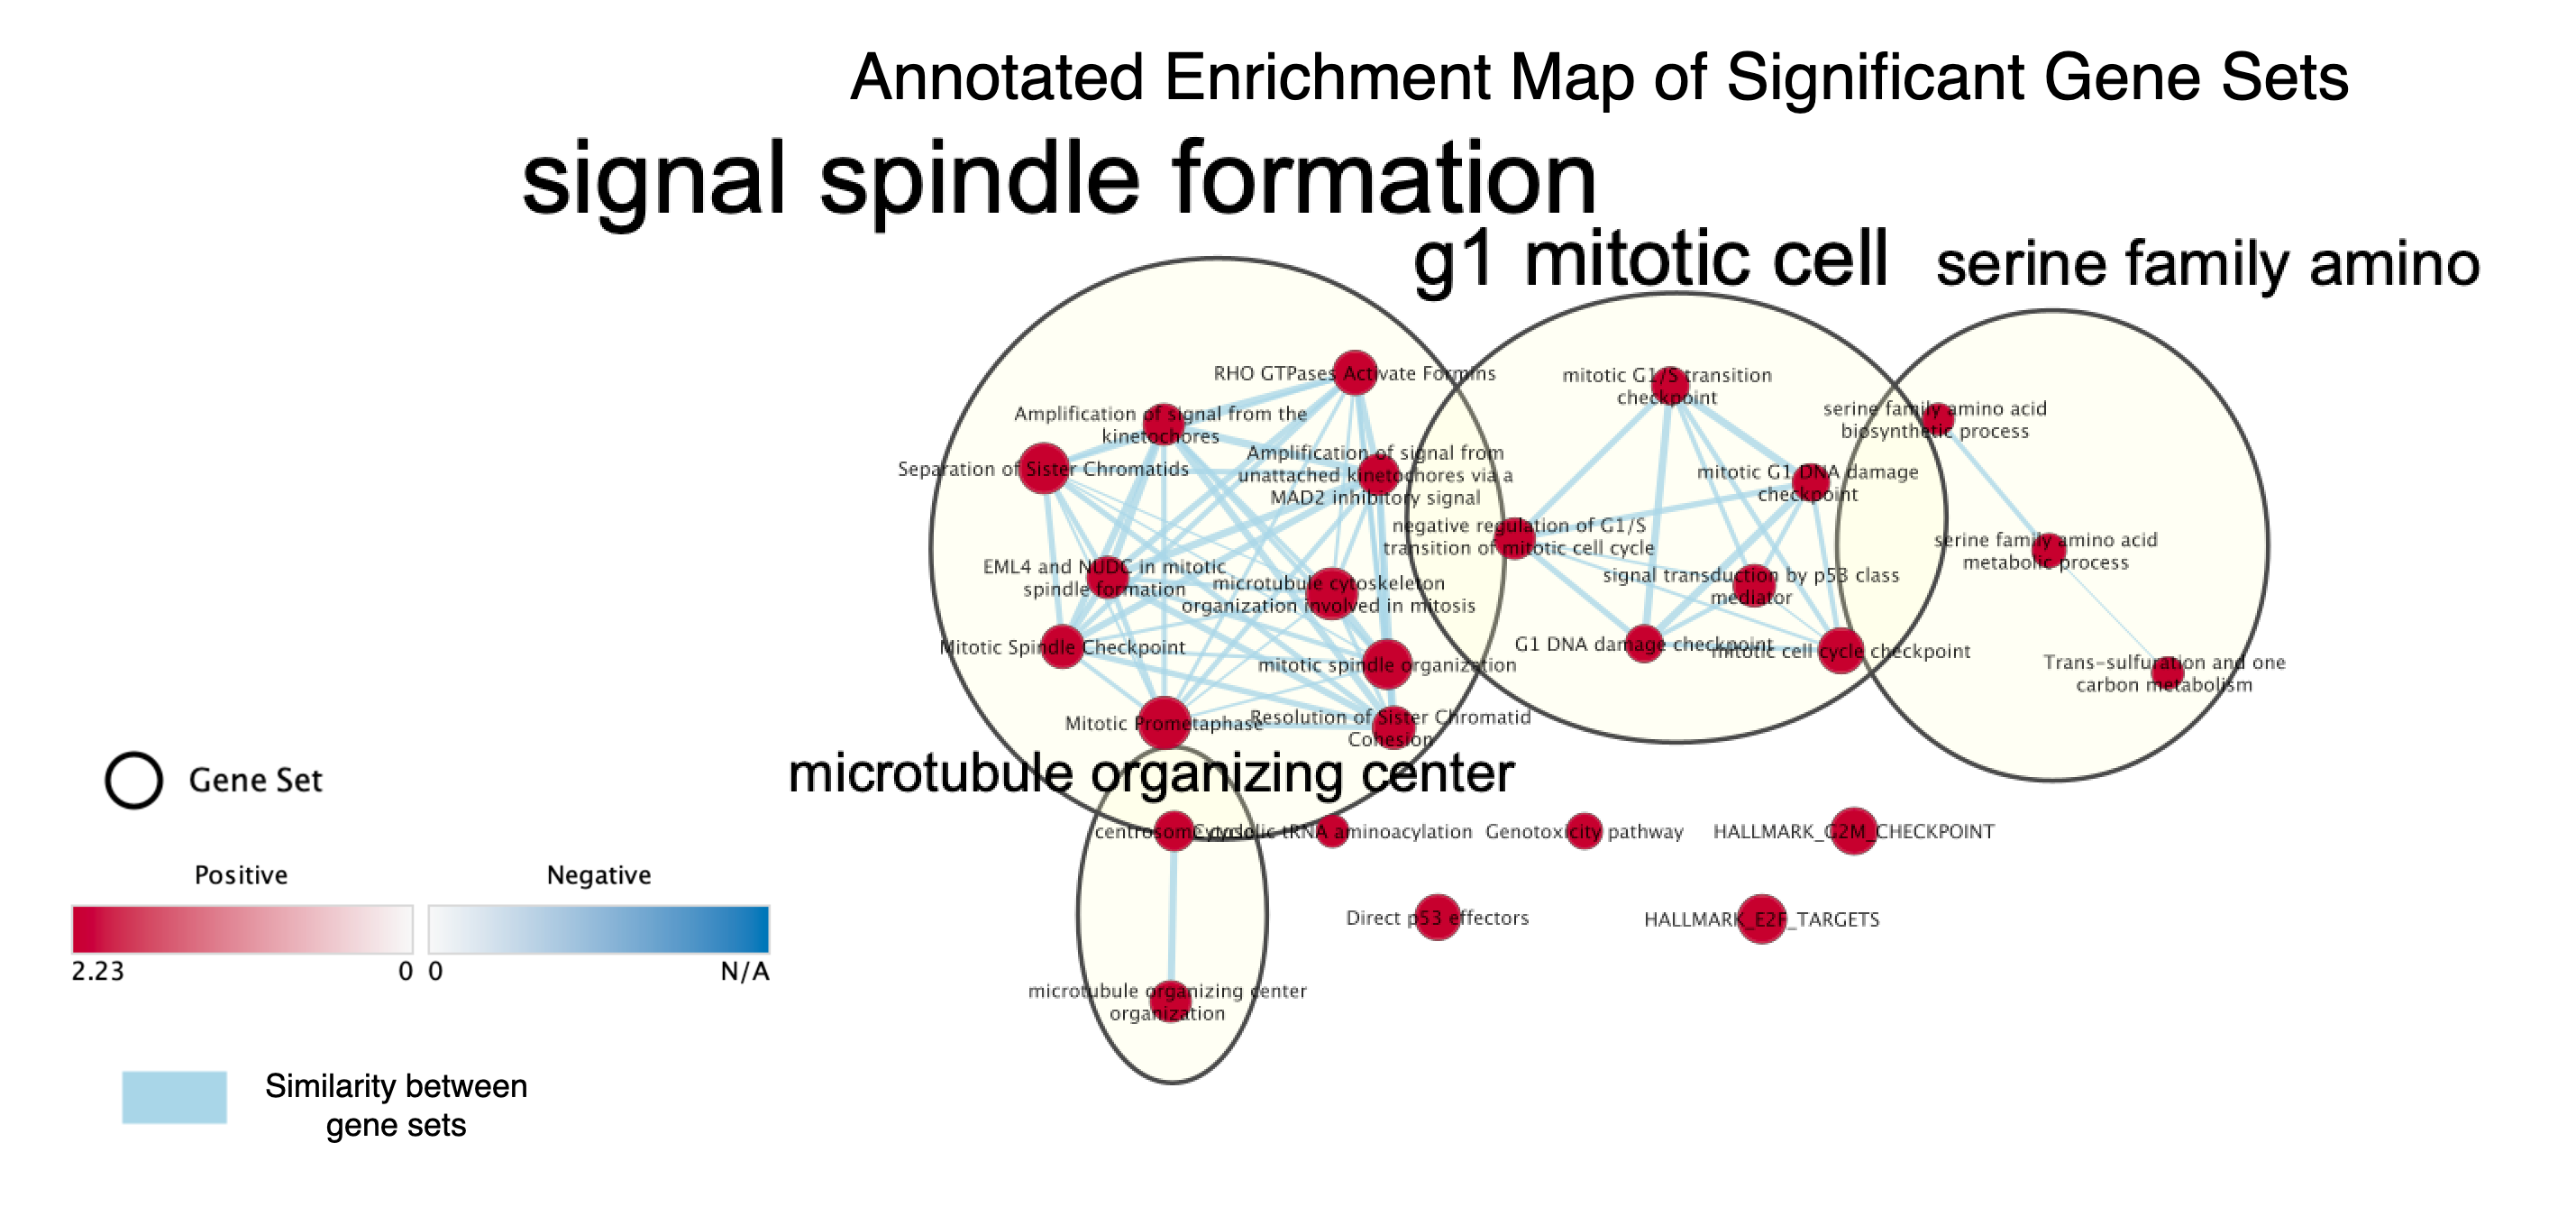 Annotated Enrichment Map of Significant Gene Sets
signal spindle formation
g1 mitotic cell
serine family amino
RHO GTPases Activate Formins
Amplification of signal from the
kinetochores
Separation of Sister Chromatids
Amplification of signal from
unattached kinetochores via a
MAD2 inhibitory signal
EML4 and NUDC in mitotic
spindle formation
microtubule cytoskeleton
organization involved in mitosis
Mitotic Spindle Checkpoint
mitotic spindle organization
Mitotic Prometaphase
Resolution of Sister Chromatid
Cohesion
mitotic G1/S transition
checkpoint
mitotic G1 DNA damage
checkpoint
negative regulation of G1/S
transition of mitotic cell cycle
signal transduction by p53 class
mediator
G1 DNA damage checkpoint
mitotic cell cycle checkpoint
serine family amino acid
biosynthetic process
serine family amino acid
metabolic process
Trans-sulfuration and one
carbon metabolism
microtubule organizing center
centrosome
tRNA aminoacylation
Genotoxicity pathway
HALLMARK_G2M_CHECKPOINT
Direct p53 effectors
HALLMARK_E2F_TARGETS
microtubule organizing center
organization
Gene Set
Positive
Negative
2.23
0
0
N/A
Similarity between
gene sets